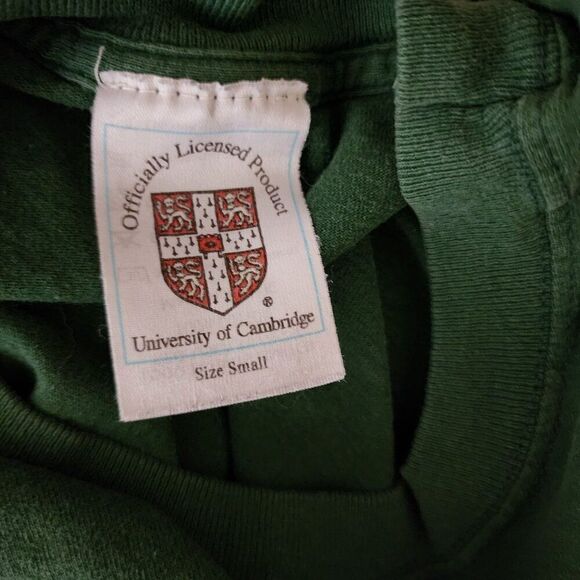 Officially Licensed Product
®
University of Cambridge
Size Small